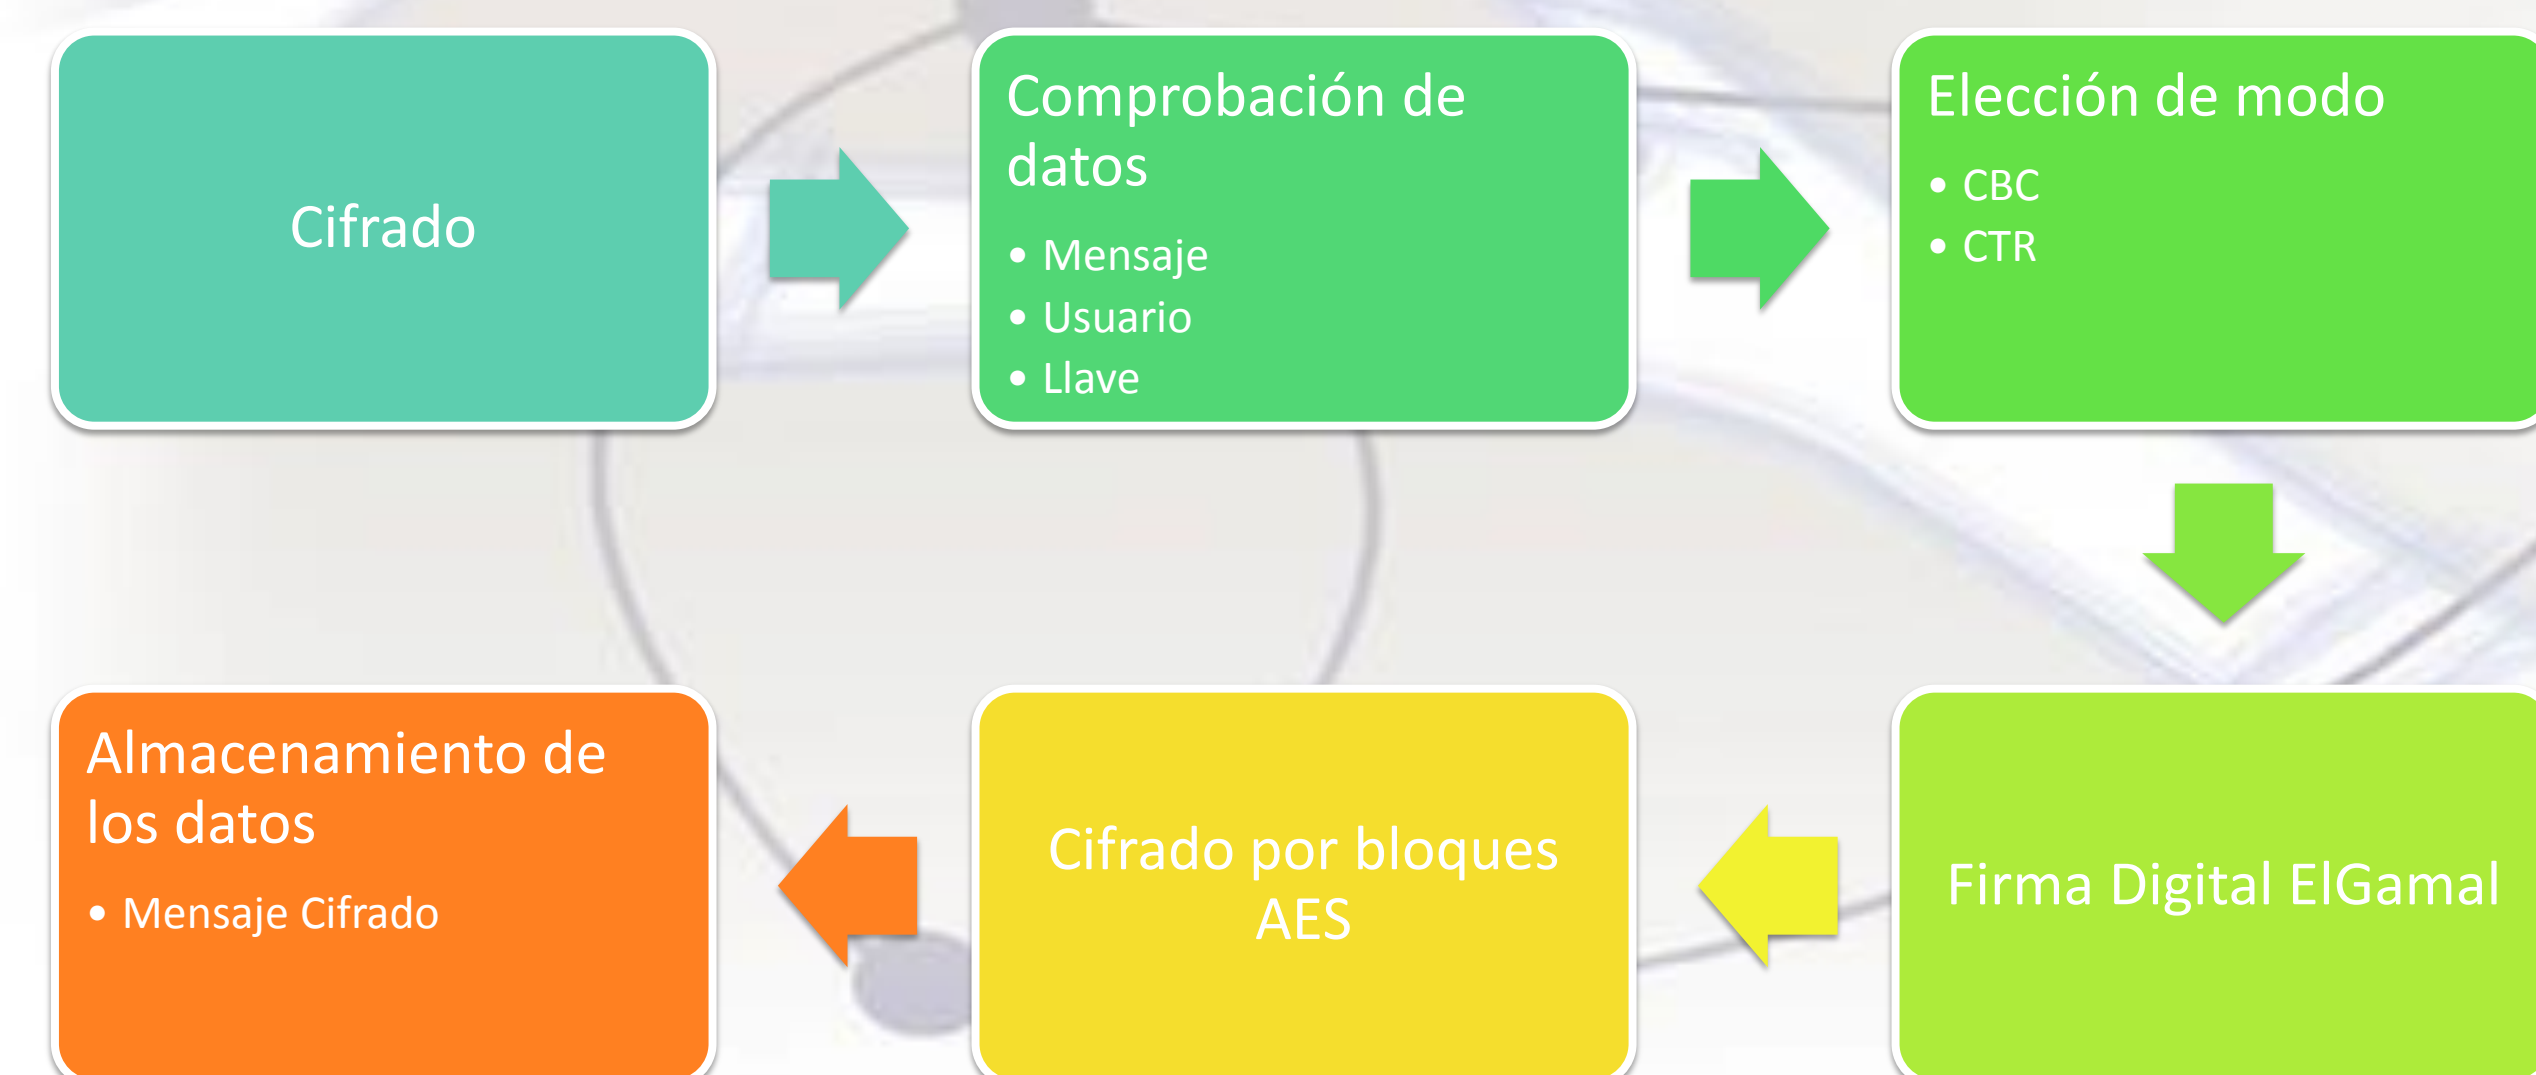 Cifrado
Comprobación de
datos
• Mensaje
• Usuario
• Llave
Elección de modo
• CBC
• CTR
Firma Digital ElGamal
Cifrado por bloques
AES
Almacenamiento de
los datos
• Mensaje Cifrado